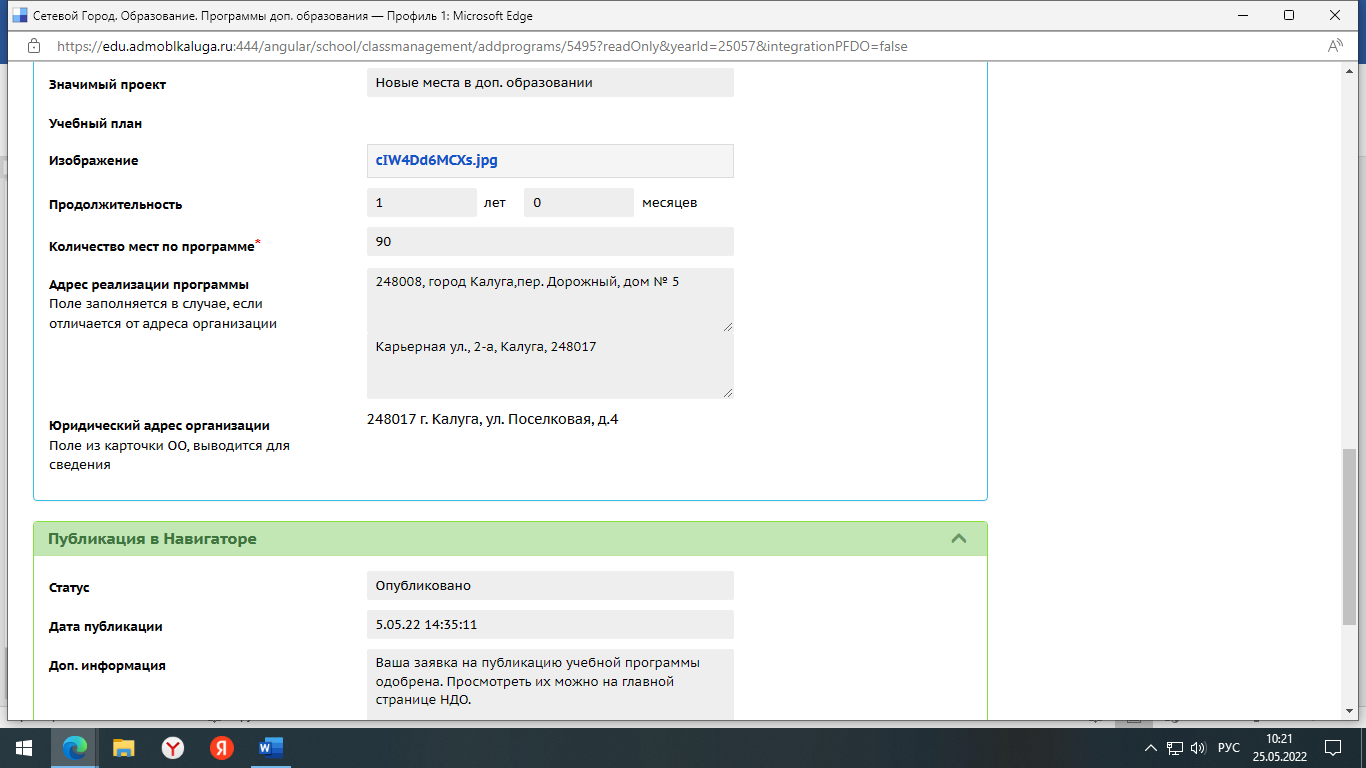 Сетевой Город. Образование. Программы доп. образования — Профиль 1: Microsoft Edge
https://edu.admoblkaluga.ru:444/angular/school/classmanagement/addprograms/5495?readOnly&yearId=25057&integrationPFDO=false
Значимый проект
Новые места в доп. образовании
Учебный план
Изображение
cIW4Dd6MCXs.jpg
Продолжительность
1 лет 0 месяцев
Количество мест по программе*
90
Адрес реализации программы
Поле заполняется в случае, если
отличается от адреса организации
248008, город Калуга,пер. Дорожный, дом № 5
Карьерная ул., 2-а, Калуга, 248017
Юридический адрес организации
Поле из карточки ОО, выводится для
сведения
248017 г. Калуга, ул. Поселковая, д.4
Публикация в Навигаторе
Статус
Опубликовано
Дата публикации
5.05.22 14:35:11
Доп. информация
Ваша заявка на публикацию учебной программы
одобрена. Просмотреть их можно на главной
странице НДО.
РУС
10:21
25.05.2022